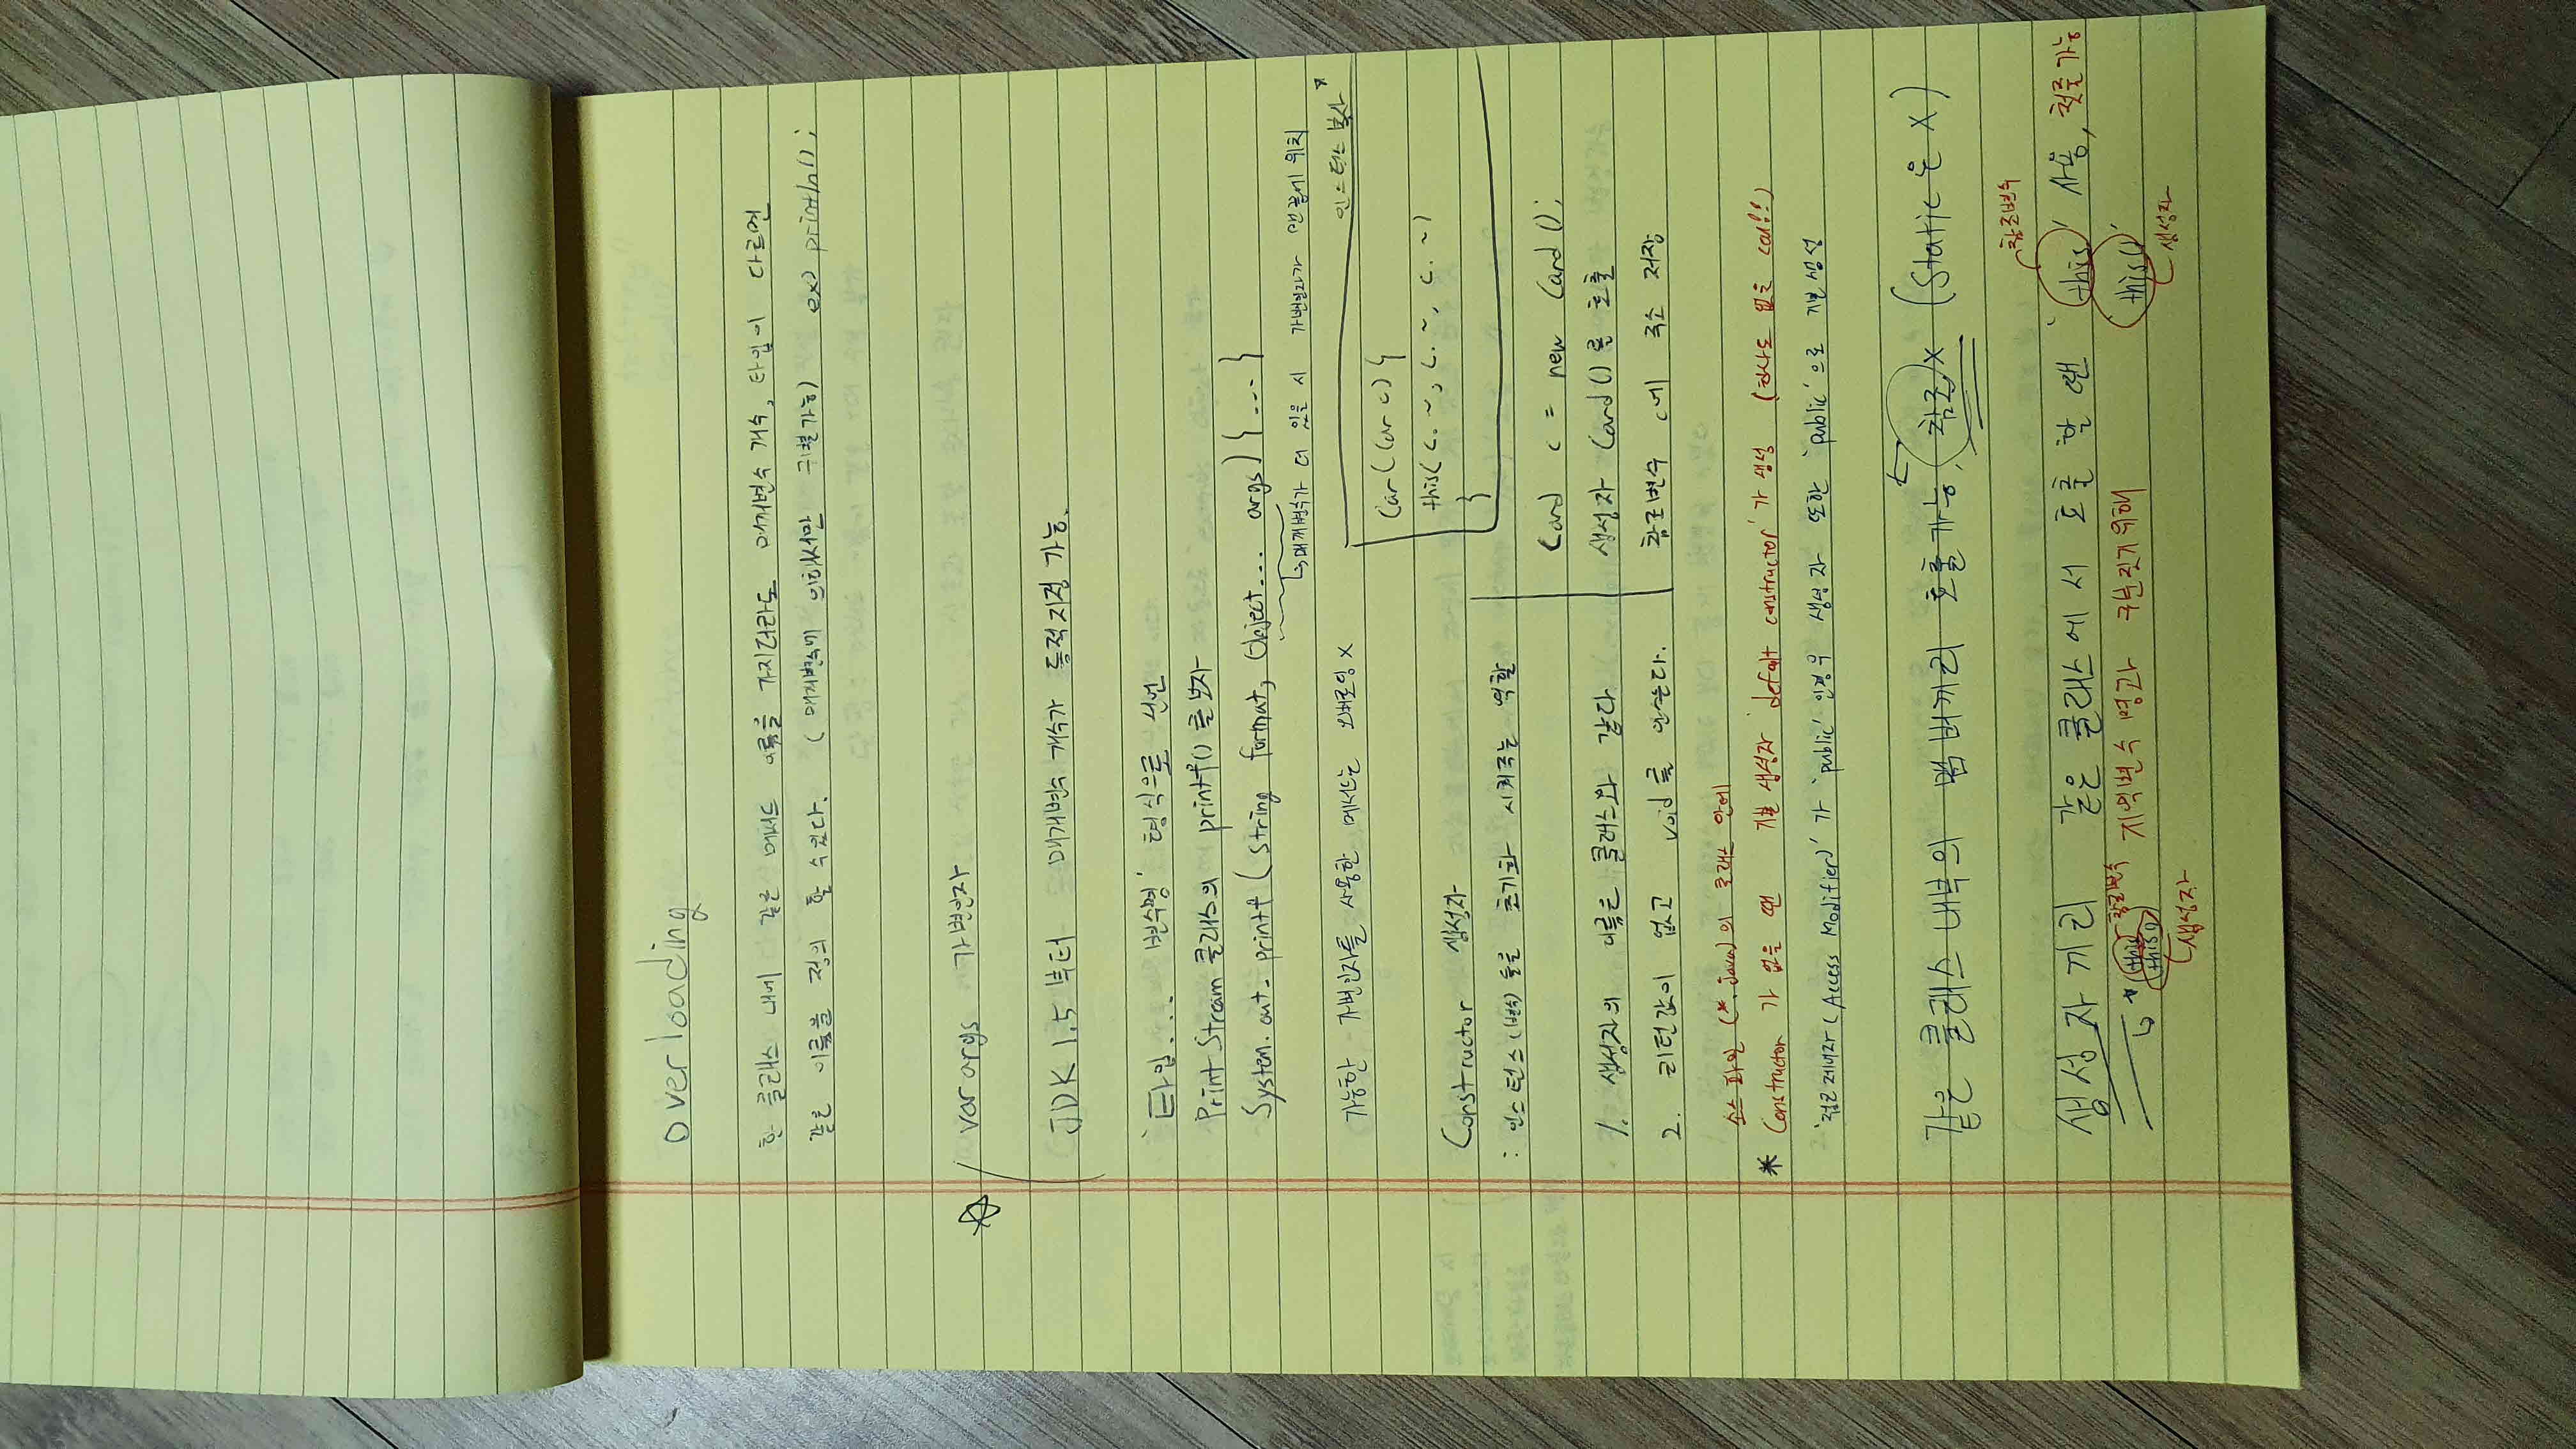 overloading
한 클래스 내에 같은 메서드 이름을 가지더라도 매개변수 개수, 타입이 다르면
같은 이름을 정의 할 수 있다. (매개변수에 의해서만 구별가능) ex) println();
var args 가변인자
JDK 1.5 부터 매개변수 개수가 동적지정 가능.
'타입... 변수명' 형식으로 선언
Print Stream 클래스의 printf() 를 보자
System.out.printf (String format, Object... args) { ... }
↳ 매개변수가 더 있을 시 가변인자가 맨 끝에 위치
가능한 가변인자를 사용한 메서드는 오버로딩 x
인스턴스 복사 *
Car (Car c) {
this( c. ~, c. ~, c. ~)
}
Constructor 생성자
: 인스턴스(변수) 들을 초기화 시켜주는 역할
1. 생성자의 이름은 클래스와 같다
2. 리턴값이 없고 void를 안쓴다.
Card c = new Card();
생성자 Card()를 호출
참조변수 c에 주소 저장
소스 파일 (*.java)의 클래스 안에
* Constructor 가 없을 땐 기본 생성자 'default constructor' 가 생성 (하나도 없을 !!)
'접근 제어자 (Access Modifier)' 가 'public' 인경우 생성자 또한 'public' 으로 기본 생성
같은 클래스 내부의 멤버끼리 호출가능, 참조 x (Static 은 X)
참조변수
생성자끼리 같은 클래스에서 호출 할 땐 'this' 사용, 첫줄 가능
↳ * this 참조변수 지역변수 명과 구분짓기 위해 'this()'
this()
생성자 생성자